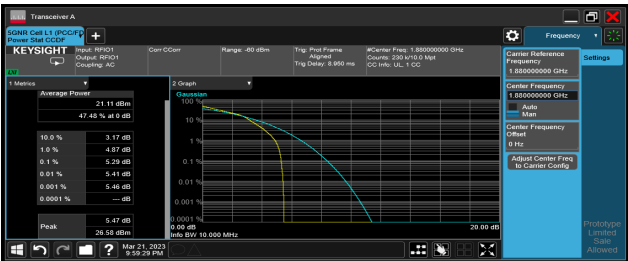 Transceiver A
5GNR Cell L1 (PCC/FD
Power Stat CCDF
Frequency
KEYSIGHT
Input: RFIO1
Output: RFIO1
Coupling: AC
Corr CCorr
Range: -60 dBm
Trig: Prot Frame
Aligned
Trig Delay: 8.950 ms
#Center Freq: 1.880000000 GHz
Counts: 230 k/10.0 Mpt
CC Info: UL, 1 CC
LXI
1 Metrics
Average Power
21.11 dBm
47.48 % at 0 dB
10.0 % 3.17 dB
1.0 % 4.87 dB
0.1 % 5.29 dB
0.01 % 5.41 dB
0.001 % 5.46 dB
0.0001 % --- dB
Peak
5.47 dB
26.58 dBm
2 Graph
Gaussian
100 %
10 %
1 %
0.1 %
0.01 %
0.001 %
0.0001 %
0.00 dB
20.00 dB
Info BW 10.000 MHz
Carrier Reference
Frequency
1.880000000 GHz
Center Frequency
1.880000000 GHz
Auto
Man
Center Frequency
Offset
0 Hz
Adjust Center Freq
to Carrier Config
Settings
Prototype
Limited
Sale
Allowed
Mar 21, 2023
9:59:29 PM